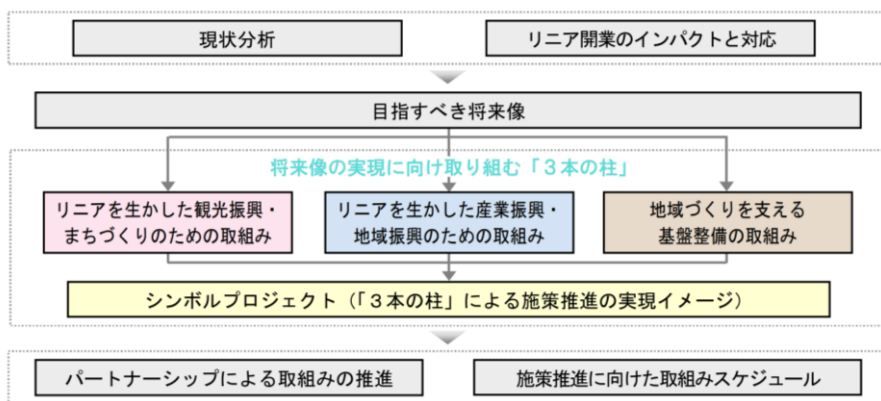 現状分析
リニア開業のインパクトと対応
目指すべき将来像
将来像の実現に向け取り組む「３本の柱」
リニアを生かした観光振興・
まちづくりのための取組み
リニアを生かした産業振興・
地域振興のための取組み
地域づくりを支える
基盤整備の取組み
シンボルプロジェクト（「３本の柱」による施策推進の実現イメージ）
パートナーシップによる取組みの推進
施策推進に向けた取組みスケジュール